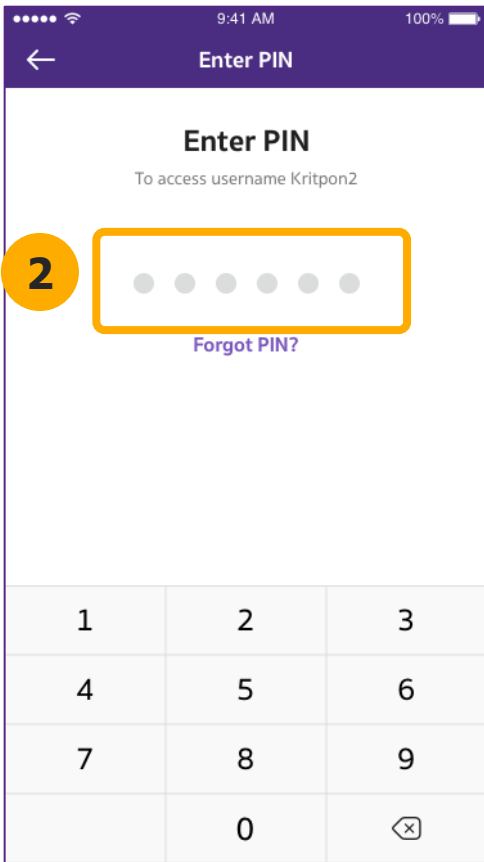 9:41 AM 100%
Enter PIN
Enter PIN
To access username Kritpon2
2
Forgot PIN?
1 2 3
4 5 6
7 8 9
0